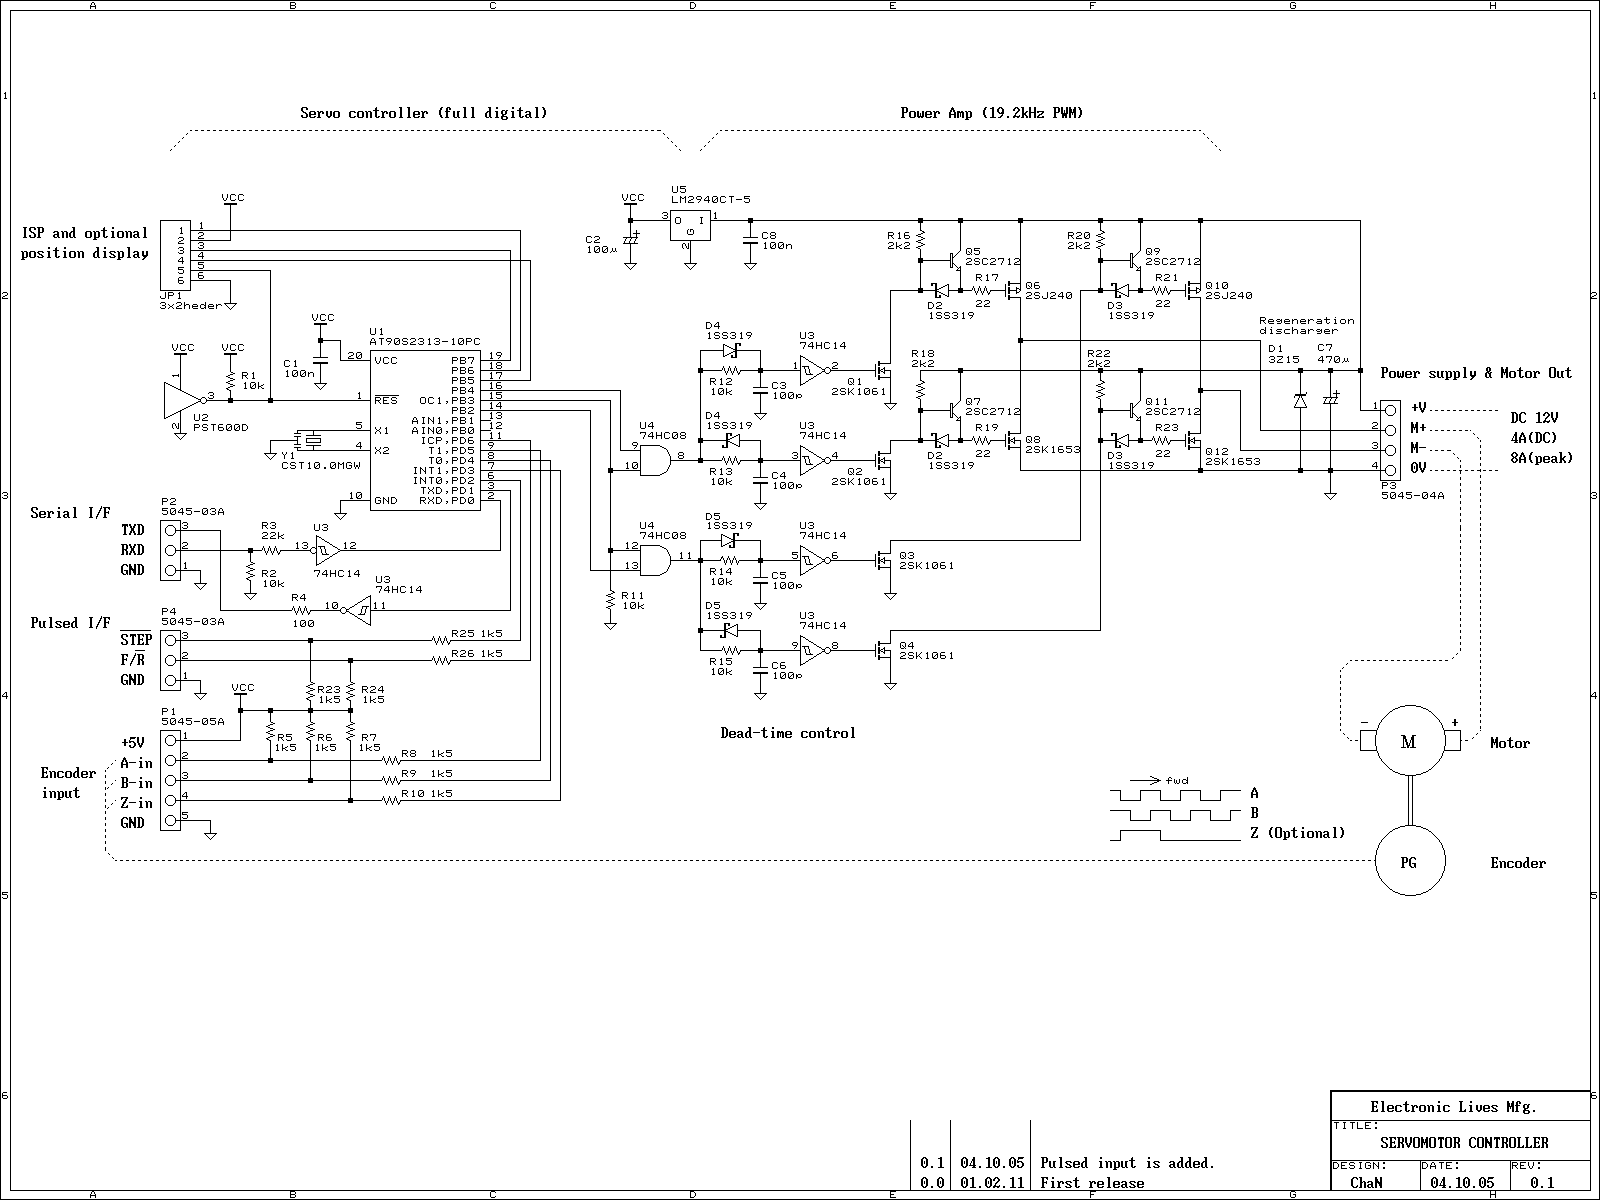 A B C D E F G H
1 1
Servo controller (full digital)
Power Amp (19.2kHz PWM)
VCC
ISP and optional
position display
1 1
2 2
3 3
4 4
5 5
6 6
JP1
3x2heder
VCC
C2
100μ
U5
LM2940CT-5
3 O I 1
G
2
C8
100n
R16
2k2
Q5
2SC2712
R17
22
D2
1SS319
Q6
2SJ240
R20
2k2
Q9
2SC2712
R21
22
D3
1SS319
Q10
2SJ240
2 2
VCC
VCC
VCC
1
3
2
U2
PST600D
R1
10k
C1
100n
U1
AT90S2313-10PC
20 VCC
1 RES
5 X1
4 X2
10 GND
PB7 19
PB6 18
PB5 17
PB4 16
OC1,PB3 15
PB2 14
AIN1,PB1 13
AIN0,PB0 12
ICP,PD6 11
T1,PD5 9
T0,PD4 8
INT1,PD3 7
INT0,PD2 6
TXD,PD1 3
RXD,PD0 2
Y1
CST10.0MGW
D4
1SS319
R12
10k
C3
100p
U3
74HC14
1 2
Q1
2SK1061
D4
1SS319
R13
10k
C4
100p
U3
74HC14
3 4
Q2
2SK1061
U4
74HC08
9
10
8
R18
2k2
Q7
2SC2712
R19
22
D2
1SS319
Q8
2SK1653
R22
2k2
Q11
2SC2712
R23
22
D3
1SS319
Q12
2SK1653
Regeneration
discharger
D1
3Z15
C7
470μ
Power supply & Motor Out
1 +V
2 M+
3 M-
4 0V
P3
5045-04A
DC 12V
4A(DC)
8A(peak)
3 3
Serial I/F
P2
5045-03A
TXD 3
RXD 2
GND 1
R3
22k
R2
10k
U3
13 12
74HC14
U3
74HC14
10 11
R4
100
U4
74HC08
12
13
11
R11
10k
D5
1SS319
R14
10k
C5
100p
U3
74HC14
5 6
Q3
2SK1061
D5
1SS319
R15
10k
C6
100p
U3
74HC14
9 8
Q4
2SK1061
Pulsed I/F
P4
5045-03A
STEP 3
F/R 2
GND 1
R25 1k5
R26 1k5
VCC
R23
1k5
R24
1k5
4 4
P1
5045-05A
R5
1k5
R6
1k5
R7
1k5
Encoder
input
+5V 1
A-in 2
B-in 3
Z-in 4
GND 5
R8 1k5
R9 1k5
R10 1k5
Dead-time control
- +
M
Motor
fwd
A
B
Z (Optional)
PG
Encoder
5 5
6 6
Electronic Lives Mfg.
TITLE:
SERVOMOTOR CONTROLLER
DESIGN: DATE: REV:
ChaN 04.10.05 0.1
0.1 04.10.05 Pulsed input is added.
0.0 01.02.11 First release
A B C D E F G H